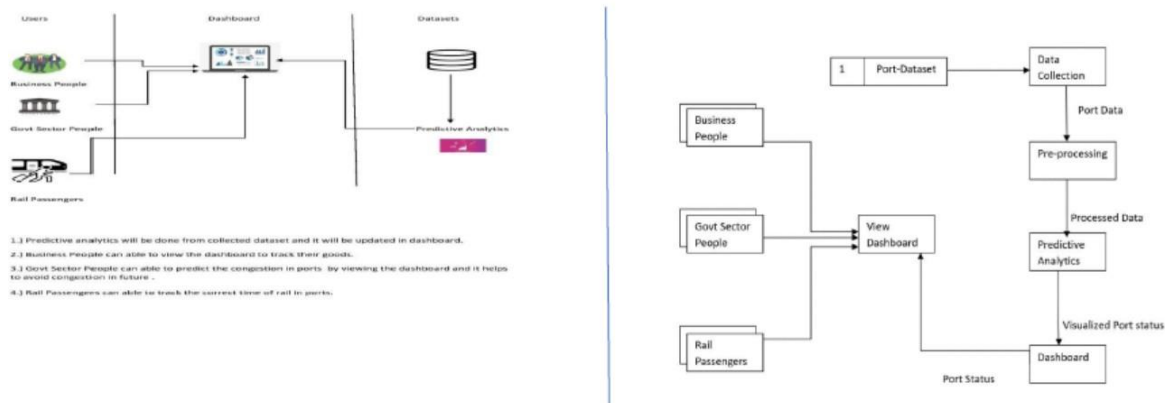 Users
Dashboard
Datasets
Business People
Govt Sector People
Predictive Analytics
Rail Passengers
1.) Predictive analytics will be done from collected dataset and it will be updated in dashboard.
2.) Business People can able to view the dashboard to track their goods.
3.) Govt Sector People can able to predict the congestion in ports by viewing the dashboard and it helps
to avoid congestion in future .
4.) Rail Passengers can able to track the correct time of rail in ports.
1
Port-Dataset
Data
Collection
Port Data
Pre-processing
Processed Data
Predictive
Analytics
Visualized Port status
Dashboard
Port Status
Business
People
Govt Sector
People
Rail
Passengers
View
Dashboard